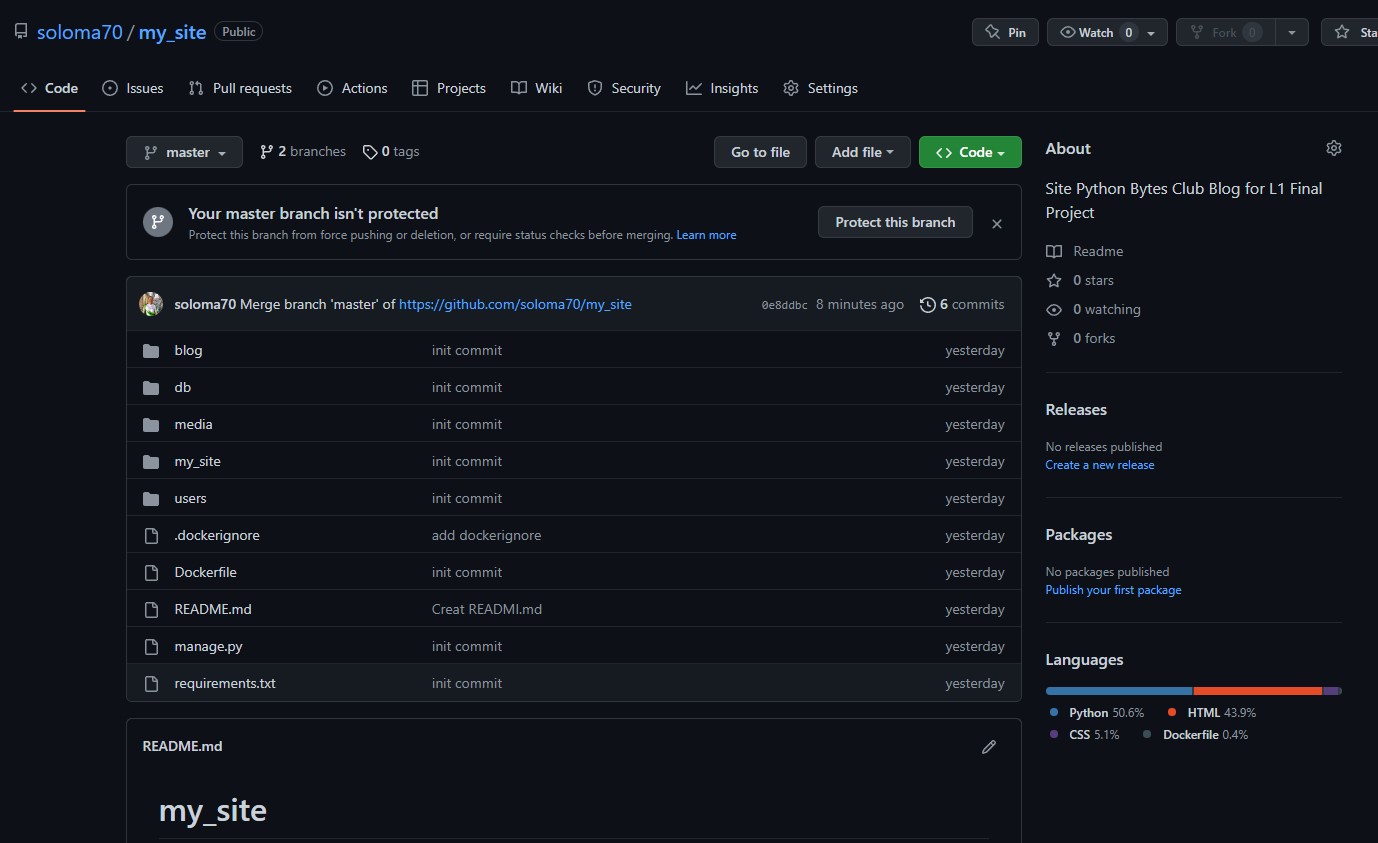 soloma70 / my_site Public
Pin Watch 0 Fork 0 Sta
Code Issues Pull requests Actions Projects Wiki Security Insights Settings
master 2 branches 0 tags Go to file Add file Code
Your master branch isn't protected
Protect this branch from force pushing or deletion, or require status checks before merging. Learn more
Protect this branch
soloma70 Merge branch 'master' of https://github.com/soloma70/my_site 0e8ddbc 8 minutes ago 6 commits
blog init commit yesterday
db init commit yesterday
media init commit yesterday
my_site init commit yesterday
users init commit yesterday
.dockerignore add dockerignore yesterday
Dockerfile init commit yesterday
README.md Creat READMI.md yesterday
manage.py init commit yesterday
requirements.txt init commit yesterday
README.md
my_site
About
Site Python Bytes Club Blog for L1 Final
Project
Readme
0 stars
0 watching
0 forks
Releases
No releases published
Create a new release
Packages
No packages published
Publish your first package
Languages
Python 50.6% HTML 43.9%
CSS 5.1% Dockerfile 0.4%